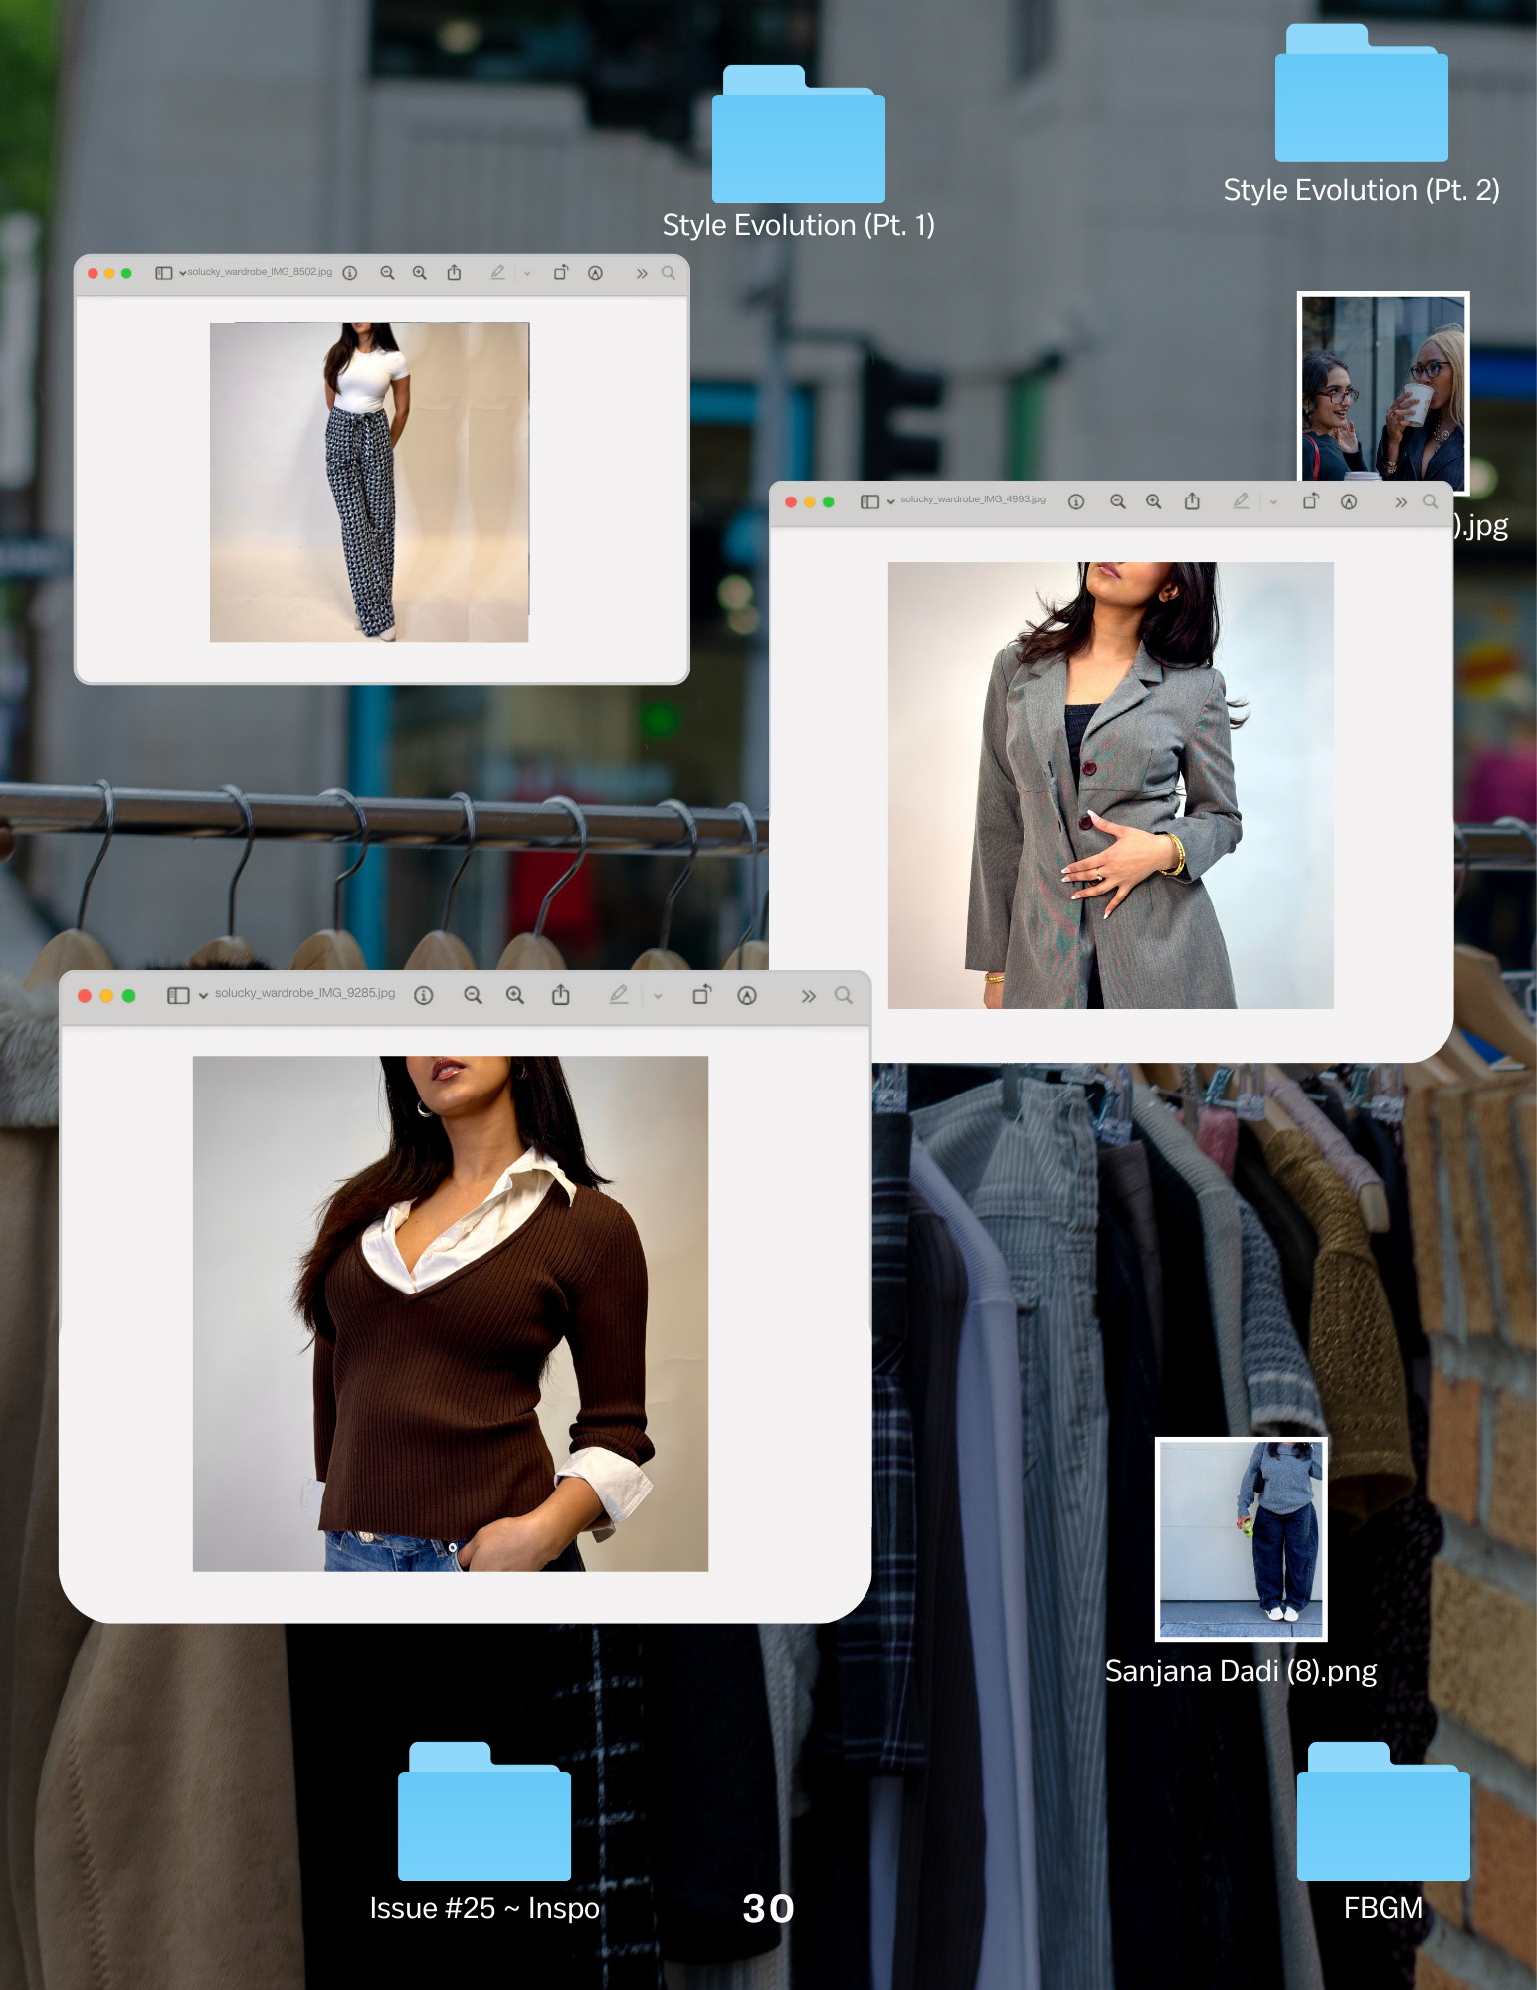 Style Evolution (Pt. 2)
Style Evolution (Pt. 1)
solucky_wardrobe_IMG_8502.jpg
solucky_wardrobe_IMG_4993.jpg
).jpg
solucky_wardrobe_IMG_9285.jpg
Sanjana Dadi (8).png
Issue #25 ~ Inspo
30
FBGM